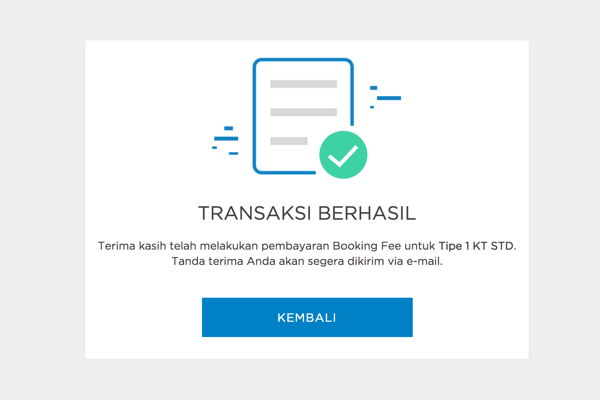 TRANSAKSI BERHASIL
Terima kasih telah melakukan pembayaran Booking Fee untuk Tipe 1 KT STD.
Tanda terima Anda akan segera dikirim via e-mail.
KEMBALI